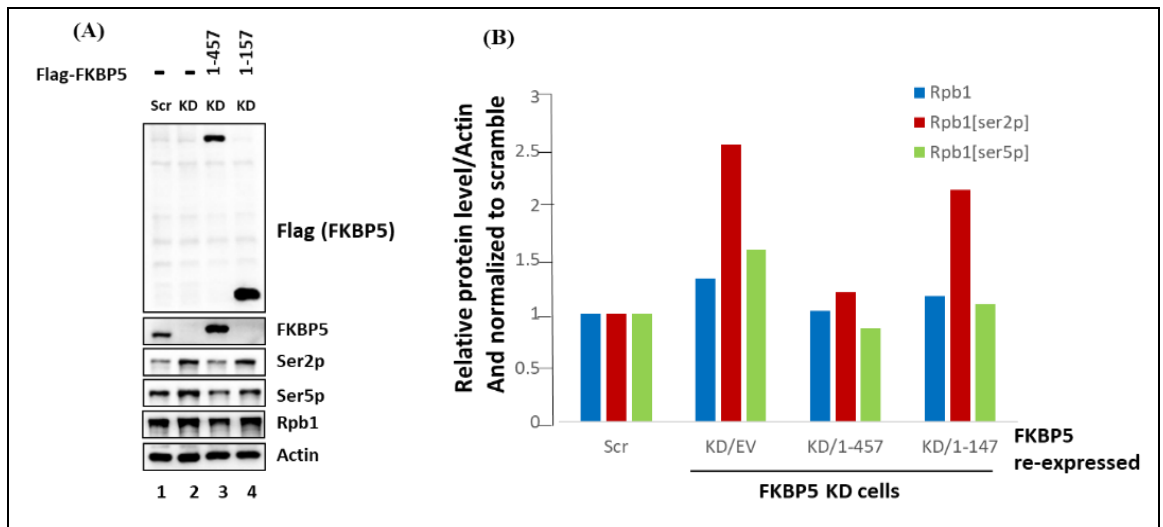 (A)
Flag-FKBP5
- - 1-457 1-157
Scr KD KD KD
Flag (FKBP5)
FKBP5
Ser2p
Ser5p
Rpb1
Actin
1 2 3 4
(B)
Relative protein level/Actin
And normalized to scramble
3
2.5
2
1.5
1
0.5
0
Rpb1
Rpb1[ser2p]
Rpb1[ser5p]
Scr KD/EV KD/1-457 KD/1-147
FKBP5
re-expressed
FKBP5 KD cells